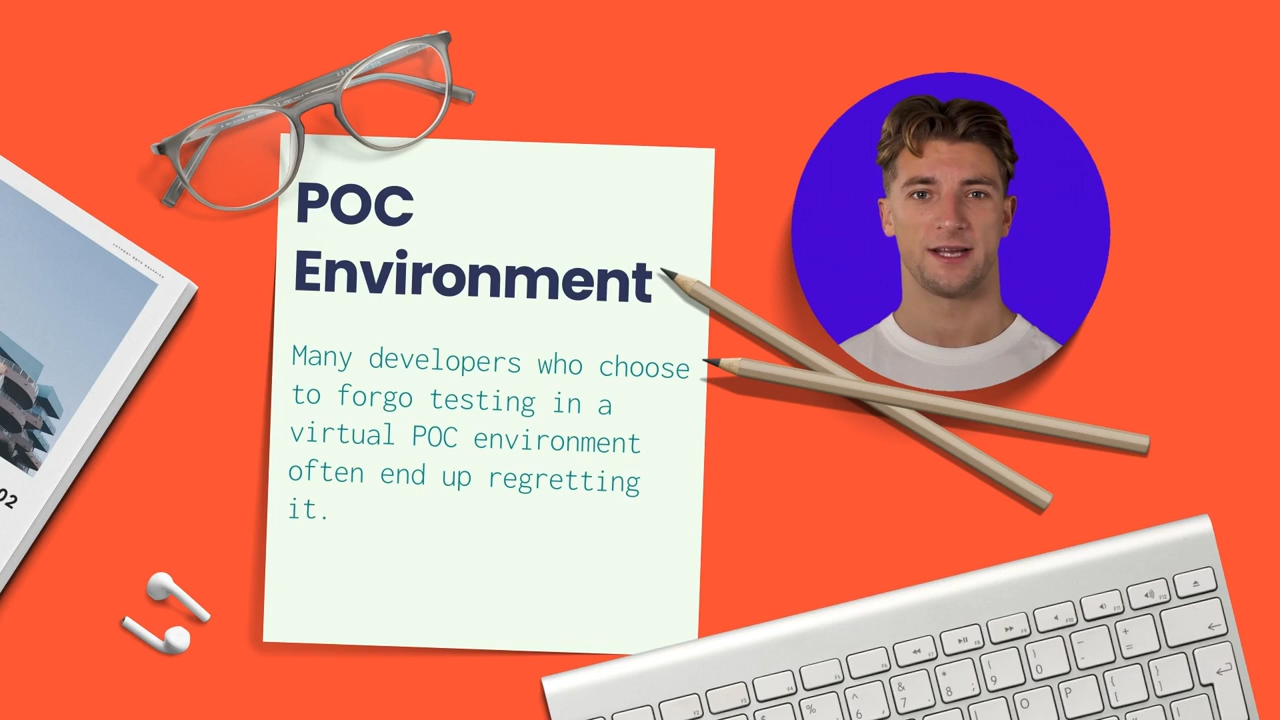 POC
Environment
Many developers who choose
to forgo testing in a
virtual POC environment
often end up regretting
it.
02